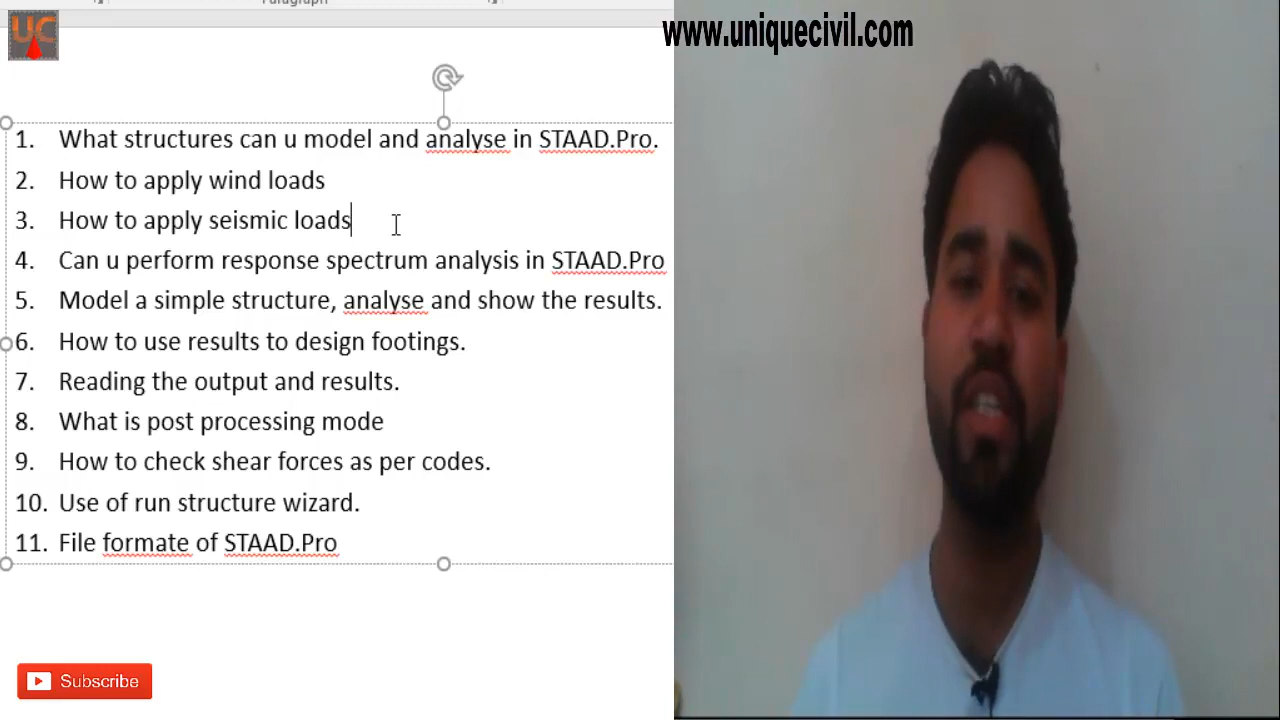 Paragraph
UC
www.uniquecivil.com
1. What structures can u model and analyse in STAAD.Pro.
2. How to apply wind loads
3. How to apply seismic loads
4. Can u perform response spectrum analysis in STAAD.Pro
5. Model a simple structure, analyse and show the results.
6. How to use results to design footings.
7. Reading the output and results.
8. What is post processing mode
9. How to check shear forces as per codes.
10. Use of run structure wizard.
11. File formate of STAAD.Pro
Subscribe